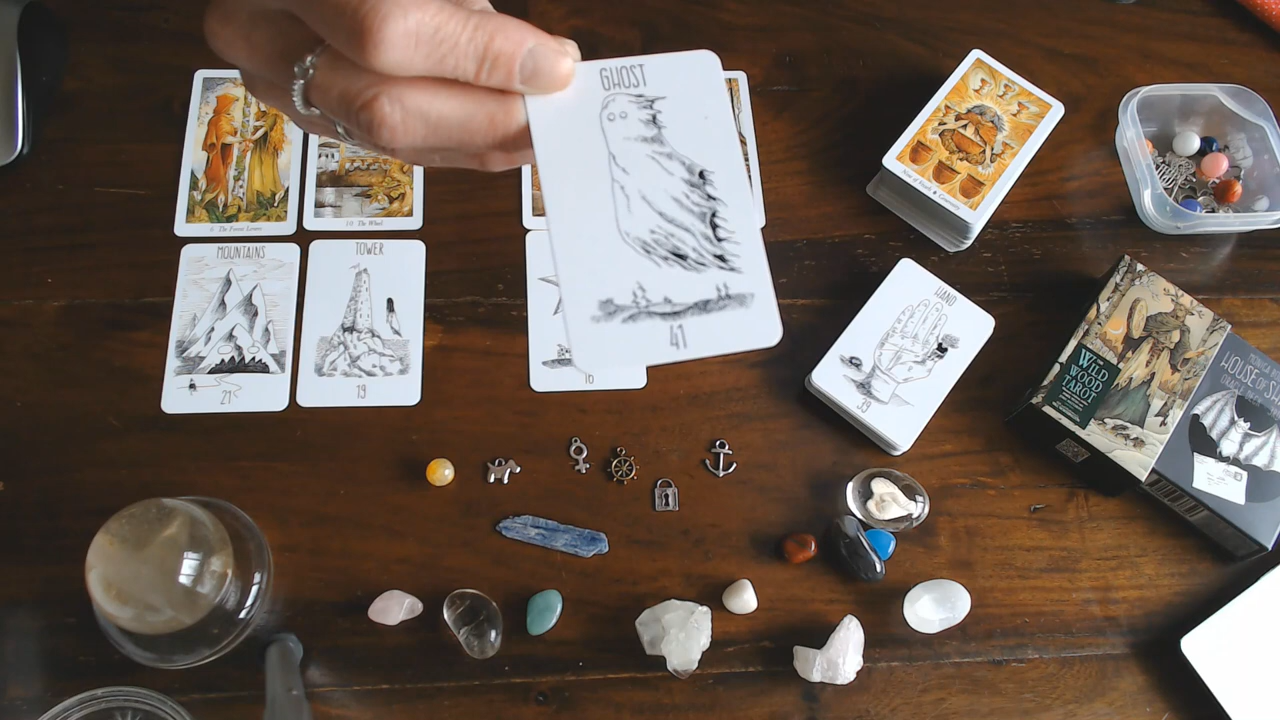 GHOST
41
6 The Forest Lovers
10 The Wheel
MOUNTAINS
21
TOWER
19
16
HAND
39
WILD
WOOD
TAROT
HOUSE OF